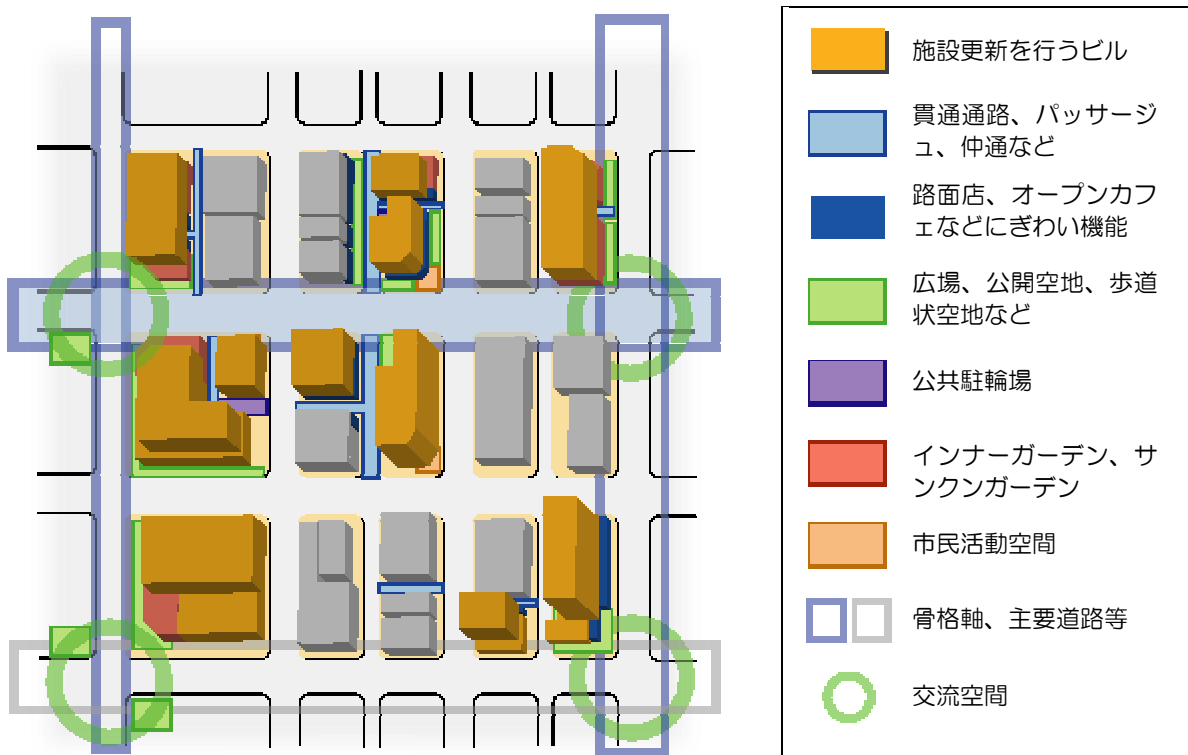 施設更新を行うビル
貫通通路、パッサージ
ュ、仲通など
路面店、オープンカフ
ェなどにぎわい機能
広場、公開空地、歩道
状空地など
公共駐輪場
インナーガーデン、サ
ンクンガーデン
市民活動空間
骨格軸、主要道路等
交流空間